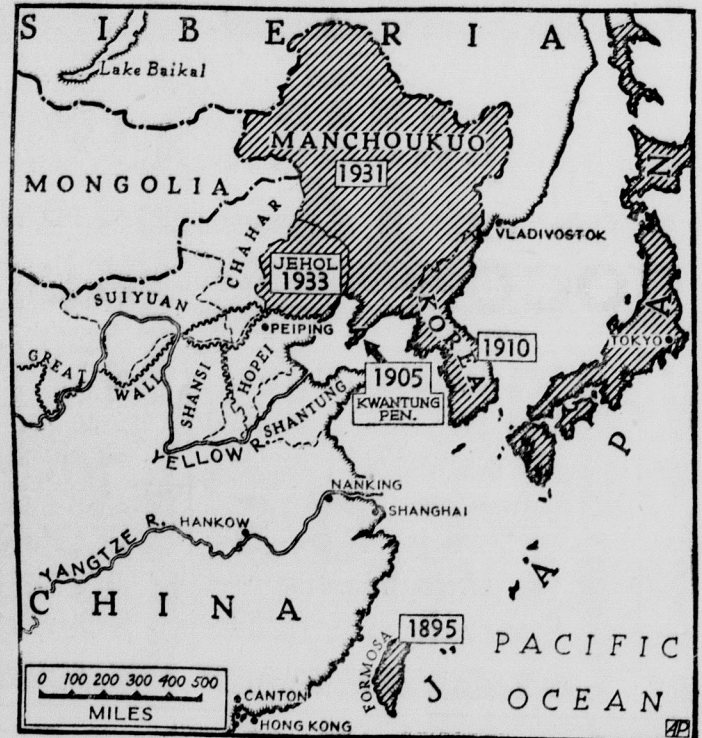 SIBERIA
Lake Baikal
MANCHOUKUO
1931
MONGOLIA
CHAHAR
VLADIVOSTOK
JEHOL
1933
SUIYUAN
PEIPING
KOREA
TOKYO
GREAT WALL
SHANSI
HOPEI
1910
1905
KWANTUNG
PEN.
SHANTUNG
YELLOW R.
JAPAN
NANKING
SHANGHAI
HANKOW
YANGTZE R.
CHINA
1895
FORMOSA
PACIFIC
OCEAN
0 100 200 300 400 500
MILES
CANTON
HONG KONG
AP